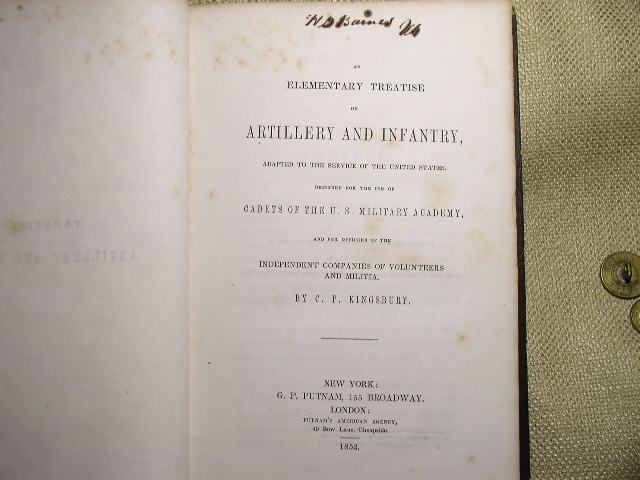 H D Baines
AN
ELEMENTARY TREATISE
ON
ARTILLERY AND INFANTRY,
ADAPTED TO THE SERVICE OF THE UNITED STATES.
DESIGNED FOR THE USE OF
CADETS OF THE U. S. MILITARY ACADEMY,
AND FOR OFFICERS OF THE
INDEPENDENT COMPANIES OF VOLUNTEERS
AND MILITIA.
BY C. P. KINGSBURY.
NEW YORK:
G. P. PUTNAM, 155 BROADWAY.
LONDON:
PUTNAM'S AMERICAN AGENCY,
49 Bow Lane, Cheapside.
1852.